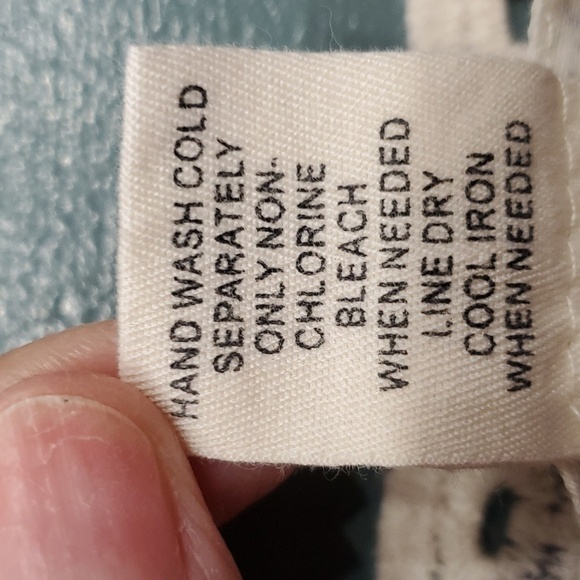 HAND WASH COLD
SEPARATELY
ONLY NON-
CHLORINE
BLEACH
WHEN NEEDED
LINE DRY
COOL IRON
WHEN NEEDED